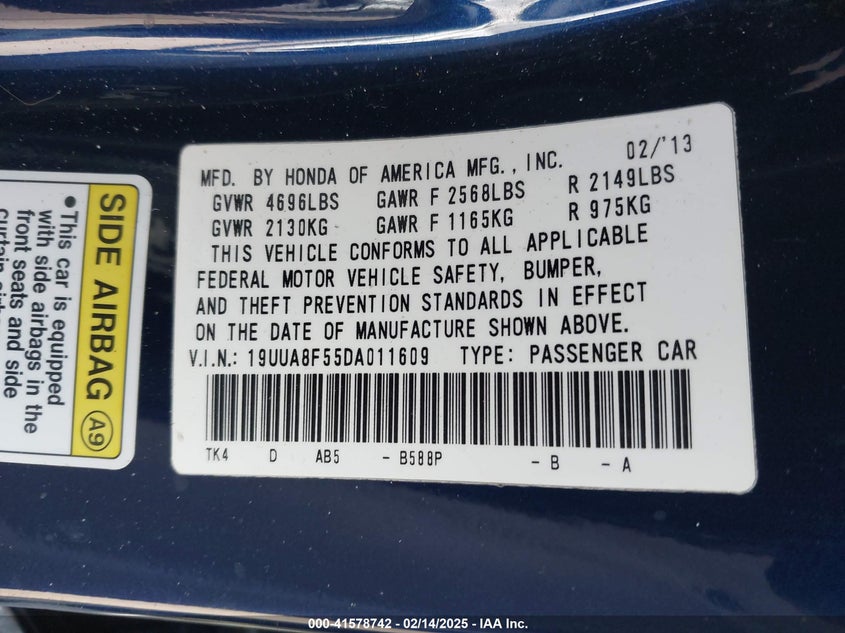 MFD. BY HONDA OF AMERICA MFG., INC. 02/'13
GVWR 4696LBS GAWR F 2568LBS R 2149LBS
GVWR 2130KG GAWR F 1165KG R 975KG
THIS VEHICLE CONFORMS TO ALL APPLICABLE
FEDERAL MOTOR VEHICLE SAFETY, BUMPER,
AND THEFT PREVENTION STANDARDS IN EFFECT
ON THE DATE OF MANUFACTURE SHOWN ABOVE.
V.I.N.: 19UUA8F55DA011609 TYPE: PASSENGER CAR
TK4 D AB5 - B588P - B - A
SIDE AIRBAG A9
•This car is equipped
with side airbags in the
front seats and side
000-41578742 - 02/14/2025 - IAA Inc.